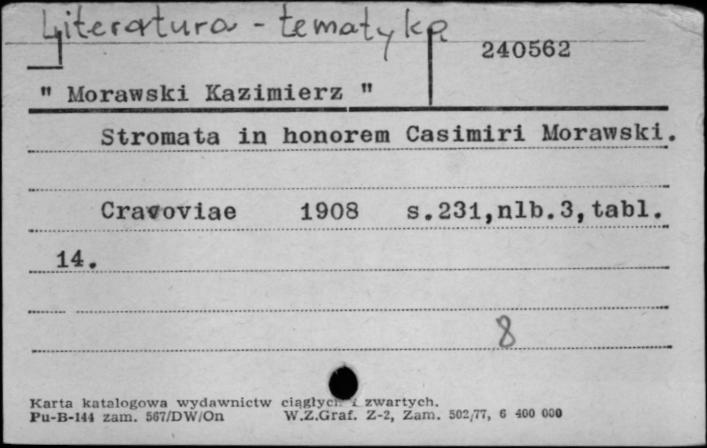 Literatura - tematyka
240562
" Morawski Kazimierz "
Stromata in honorem Casimiri Morawski.
Cracoviae 1908 s.231,nlb.3,tabl.
14.
8
Karta katalogowa wydawnictw ciągłych i zwartych.
Pu-B-144 zam. 567/DW/On W.Z.Graf. Z-2, Zam. 502/77, 6 400 000